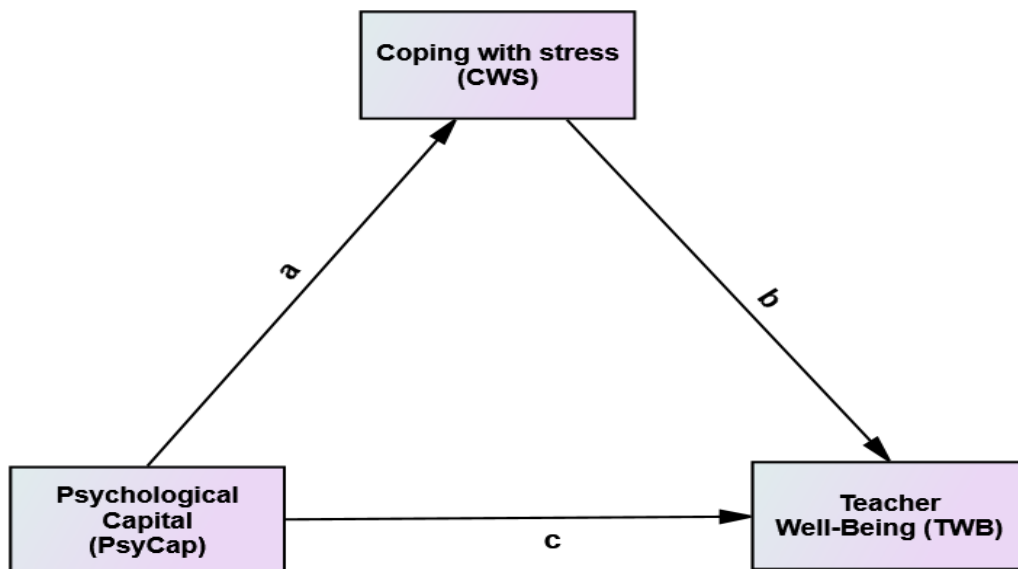 Coping with stress
(CWS)
a
b
Psychological
Capital
(PsyCap)
c
Teacher
Well-Being (TWB)